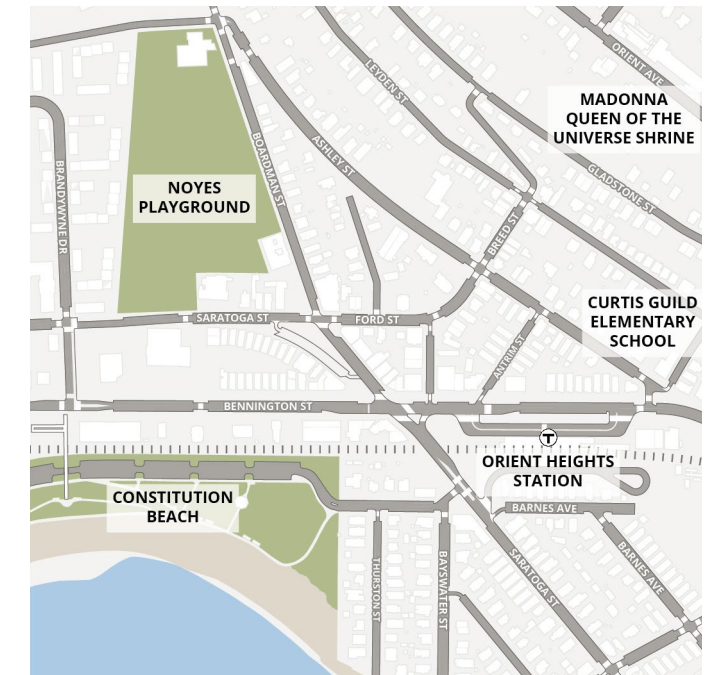 ORIENT AVE
LEYDEN ST
MADONNA
QUEEN OF THE
UNIVERSE SHRINE
ASHLEY ST
BOARDMAN ST
BRANDYWYNE DR
NOYES
PLAYGROUND
GLADSTONE ST
BREED ST
CURTIS GUILD
ELEMENTARY
SCHOOL
SARATOGA ST
FORD ST
ANTRIM ST
BENNINGTON ST
T
ORIENT HEIGHTS
STATION
CONSTITUTION
BEACH
BARNES AVE
BARNES AVE
SARATOGA ST
THURSTON ST
BAYSWATER ST